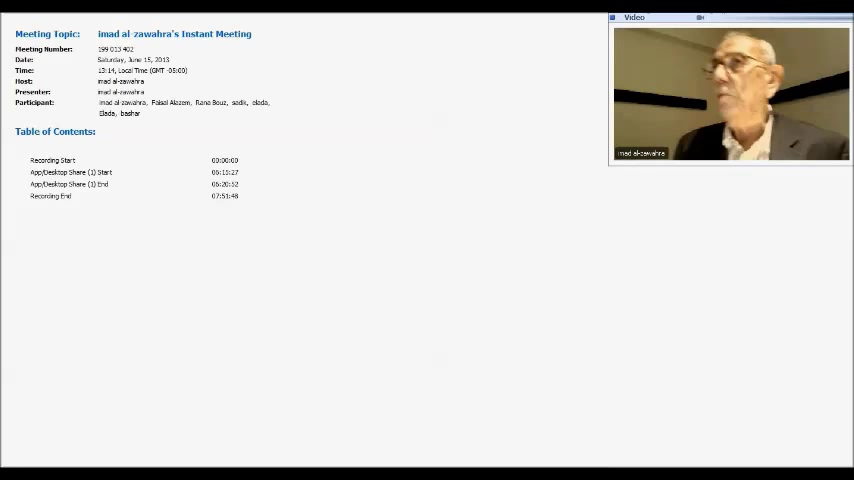 Meeting Topic: imad al-zawahra's Instant Meeting
Meeting Number: 199 013 402
Date: Saturday, June 15, 2013
Time: 13:14, Local Time (GMT -05:00)
Host: imad al-zawahra
Presenter: imad al-zawahra
Participant: imad al-zawahra, Faisal Alazem, Rana Bouz, sadik, elada,
Elada, bashar
Table of Contents:
Recording Start 00:00:00
App/Desktop Share (1) Start 06:15:27
App/Desktop Share (1) End 06:20:52
Recording End 07:51:48
Video
imad al-zawahra